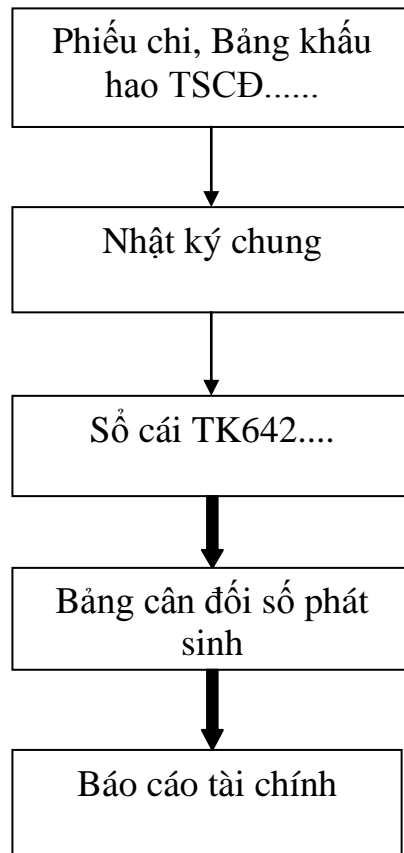 Phiếu chi, Bảng khấu
hao TSCĐ......
Nhật ký chung
Sổ cái TK642....
Bảng cân đối số phát
sinh
Báo cáo tài chính